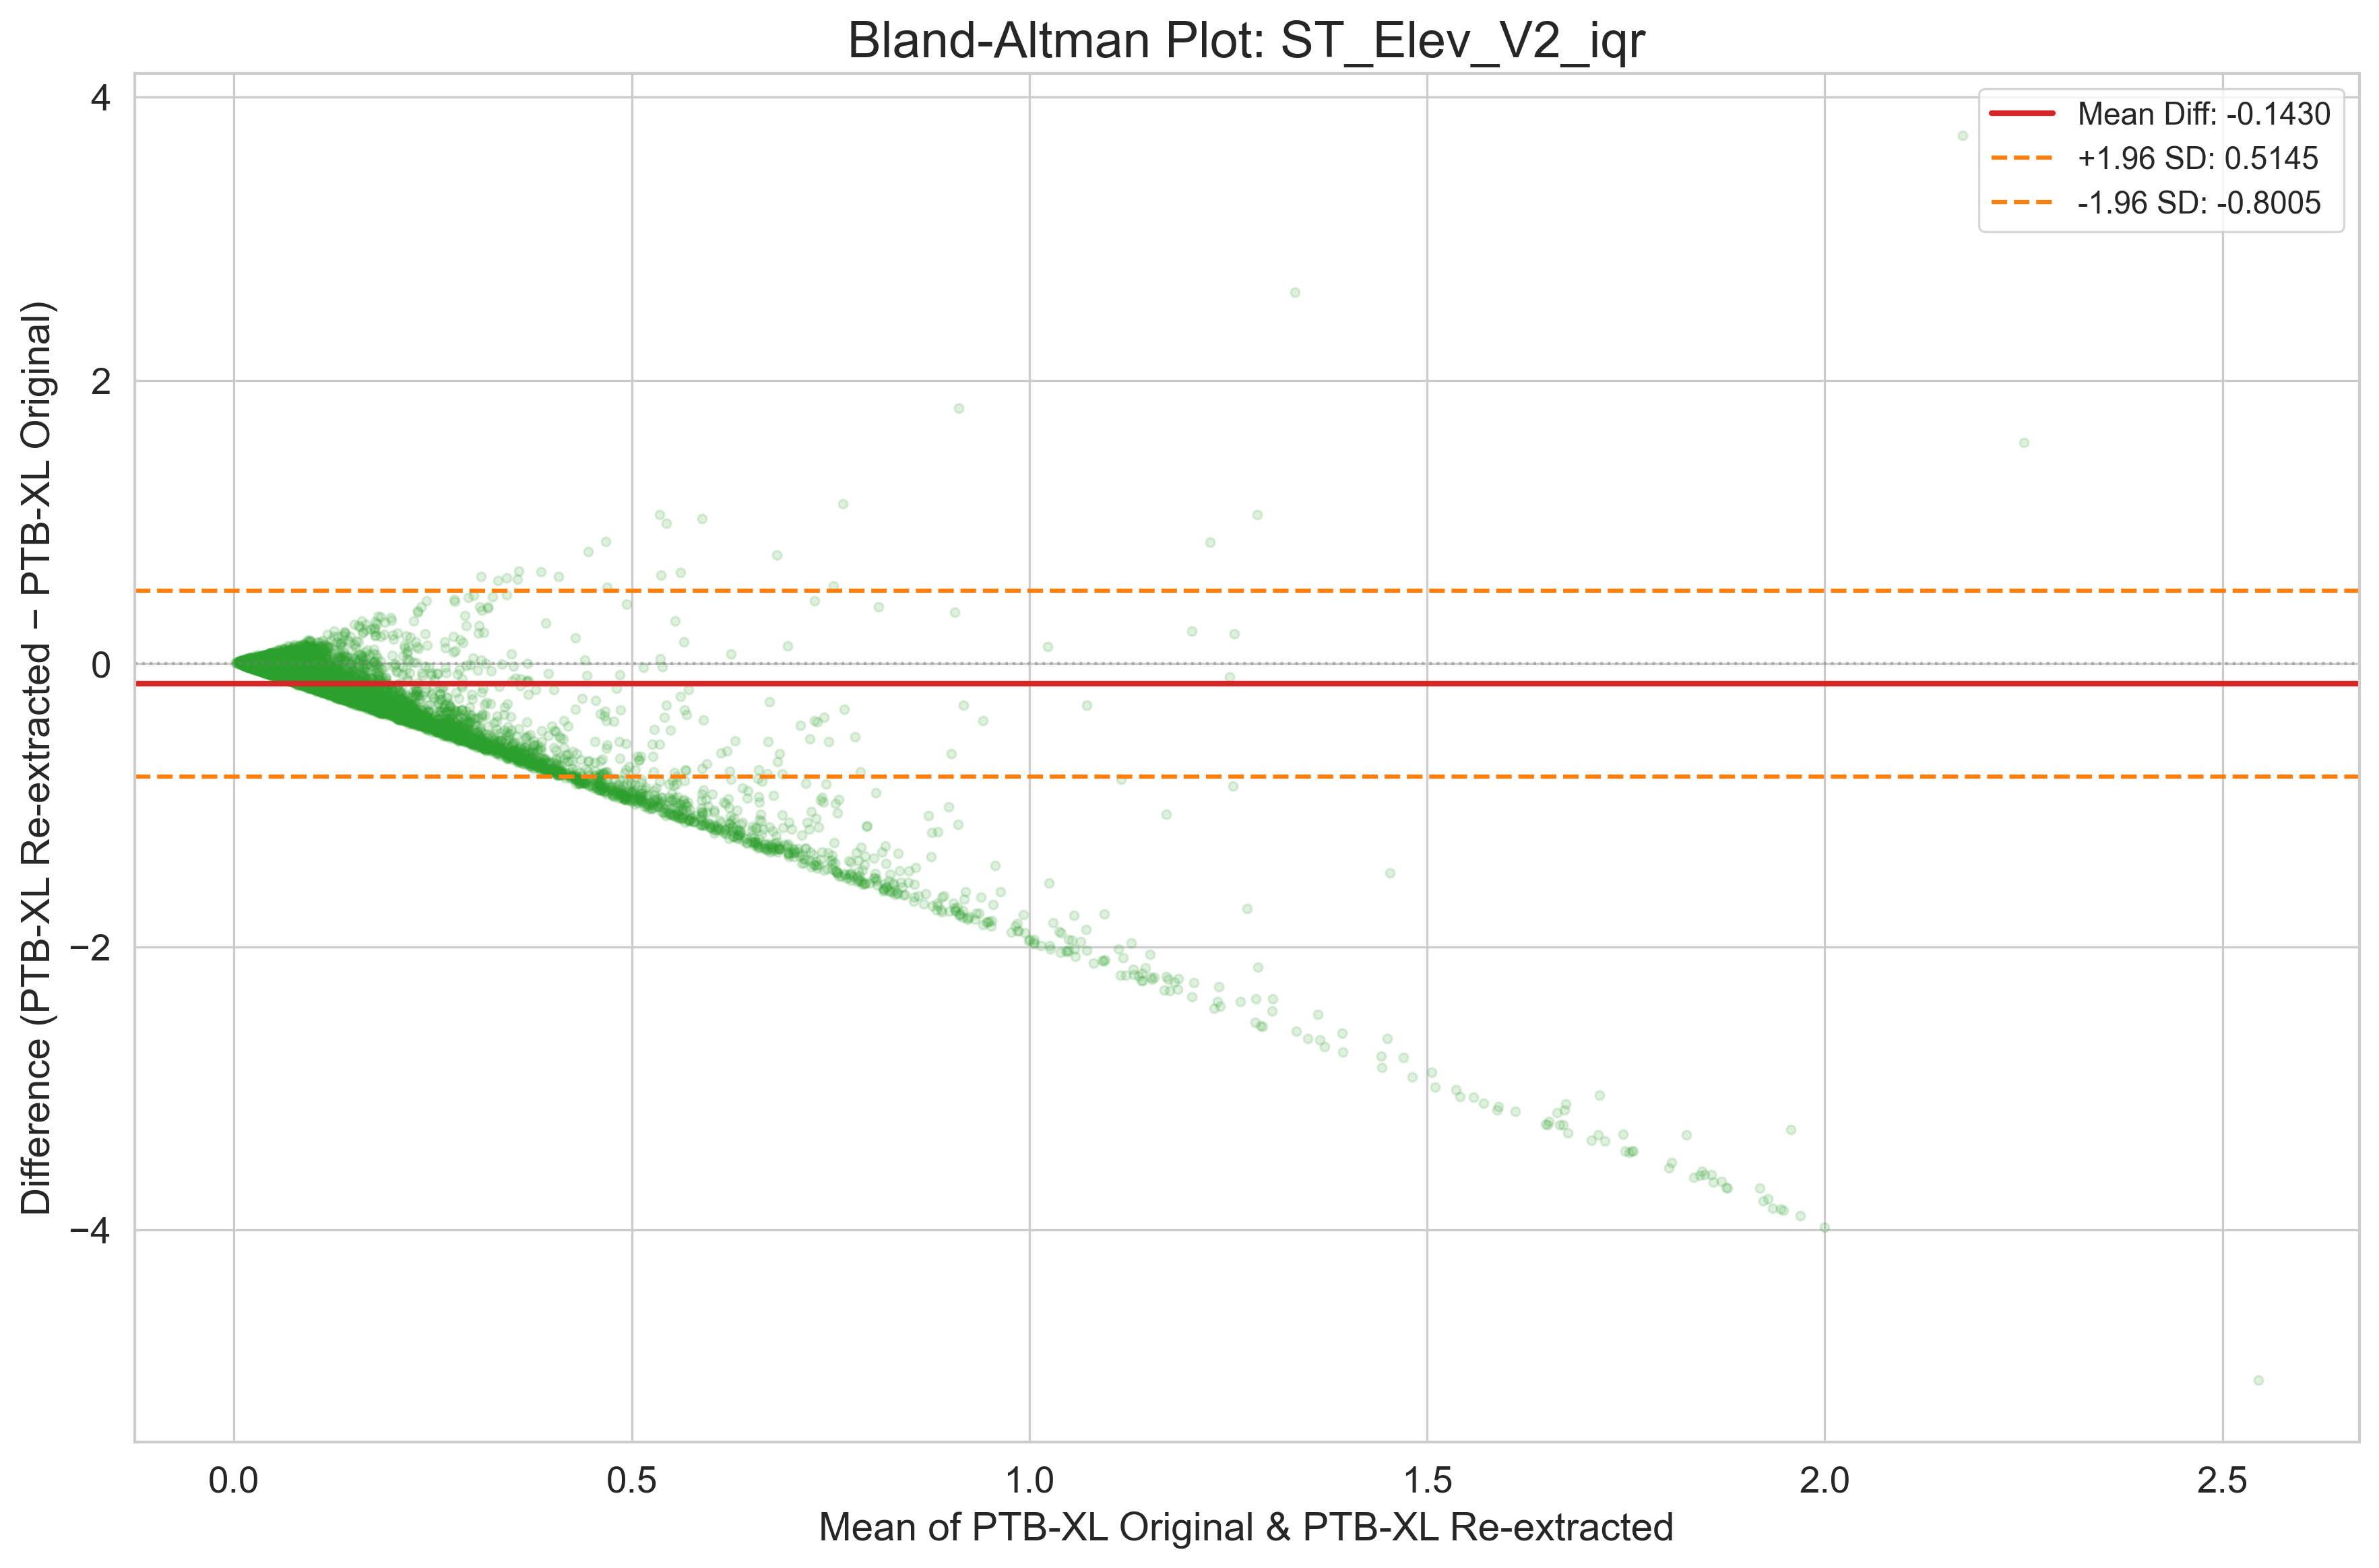 Bland-Altman Plot: ST_Elev_V2_iqr
Mean Diff: -0.1430
+1.96 SD: 0.5145
-1.96 SD: -0.8005
Difference (PTB-XL Re-extracted – PTB-XL Original)
4
2
0
−2
−4
0.0
0.5
1.0
1.5
2.0
2.5
Mean of PTB-XL Original & PTB-XL Re-extracted